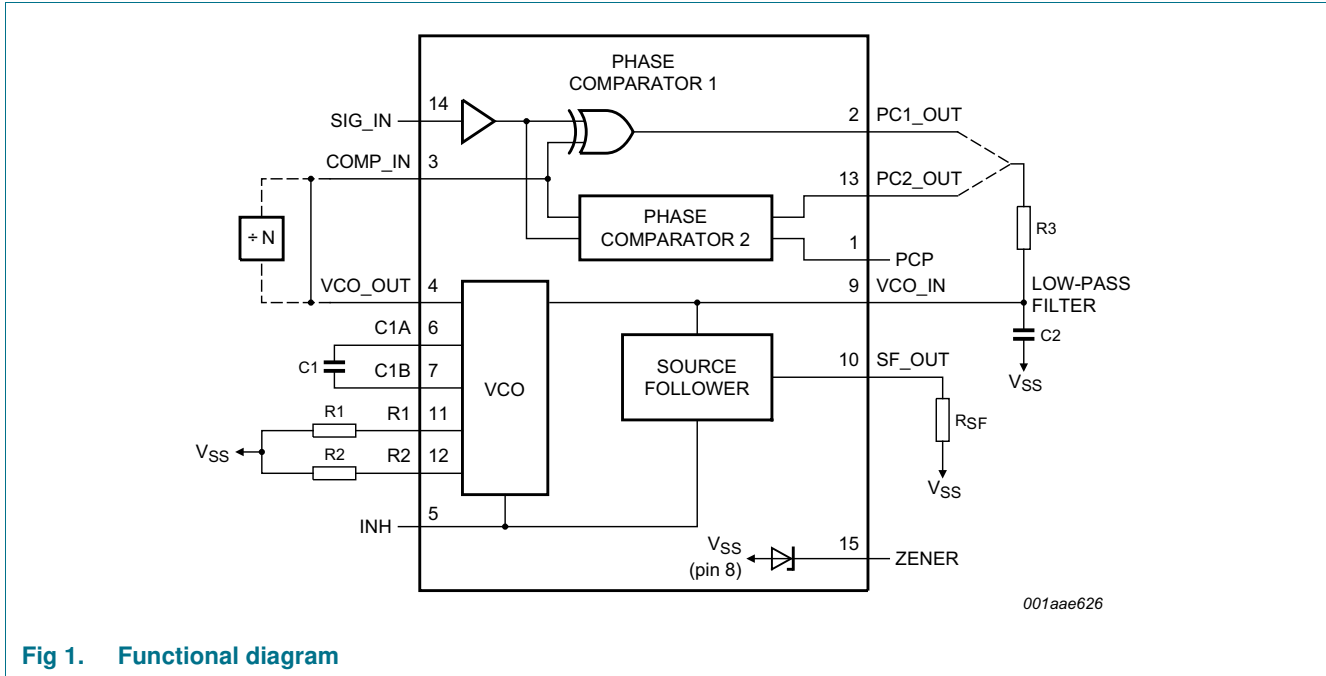 PHASE
COMPARATOR 1
14
SIG_IN
2 PC1_OUT
COMP_IN 3
13 PC2_OUT
PHASE
COMPARATOR 2
÷ N
R3
1
PCP
VCO_OUT 4
9 VCO_IN
LOW-PASS
FILTER
C1A 6
C2
C1
C1B 7
VCO
SOURCE
FOLLOWER
10 SF_OUT
VSS
R1 R1 11
RSF
VSS
R2 R2 12
VSS
INH 5
VSS
(pin 8)
15
ZENER
001aae626
Fig 1. Functional diagram